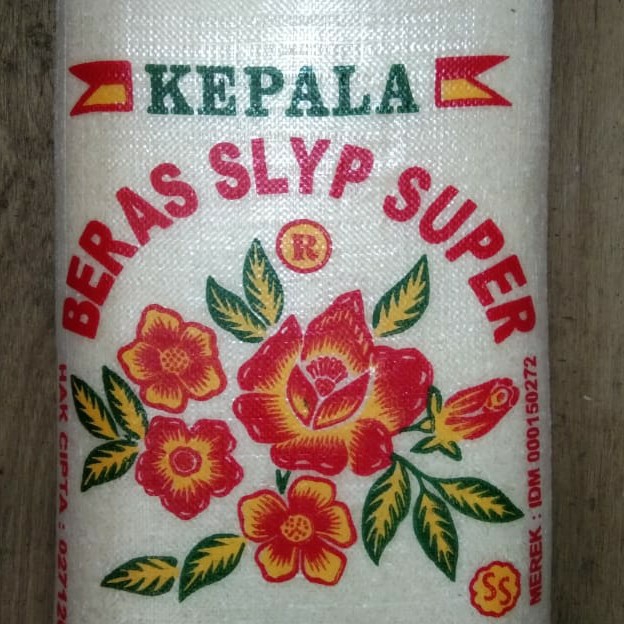 KEPALA
BERAS SLYP SUPER
R
HAK CIPTA :
MEREK : IDM 000150272
SS